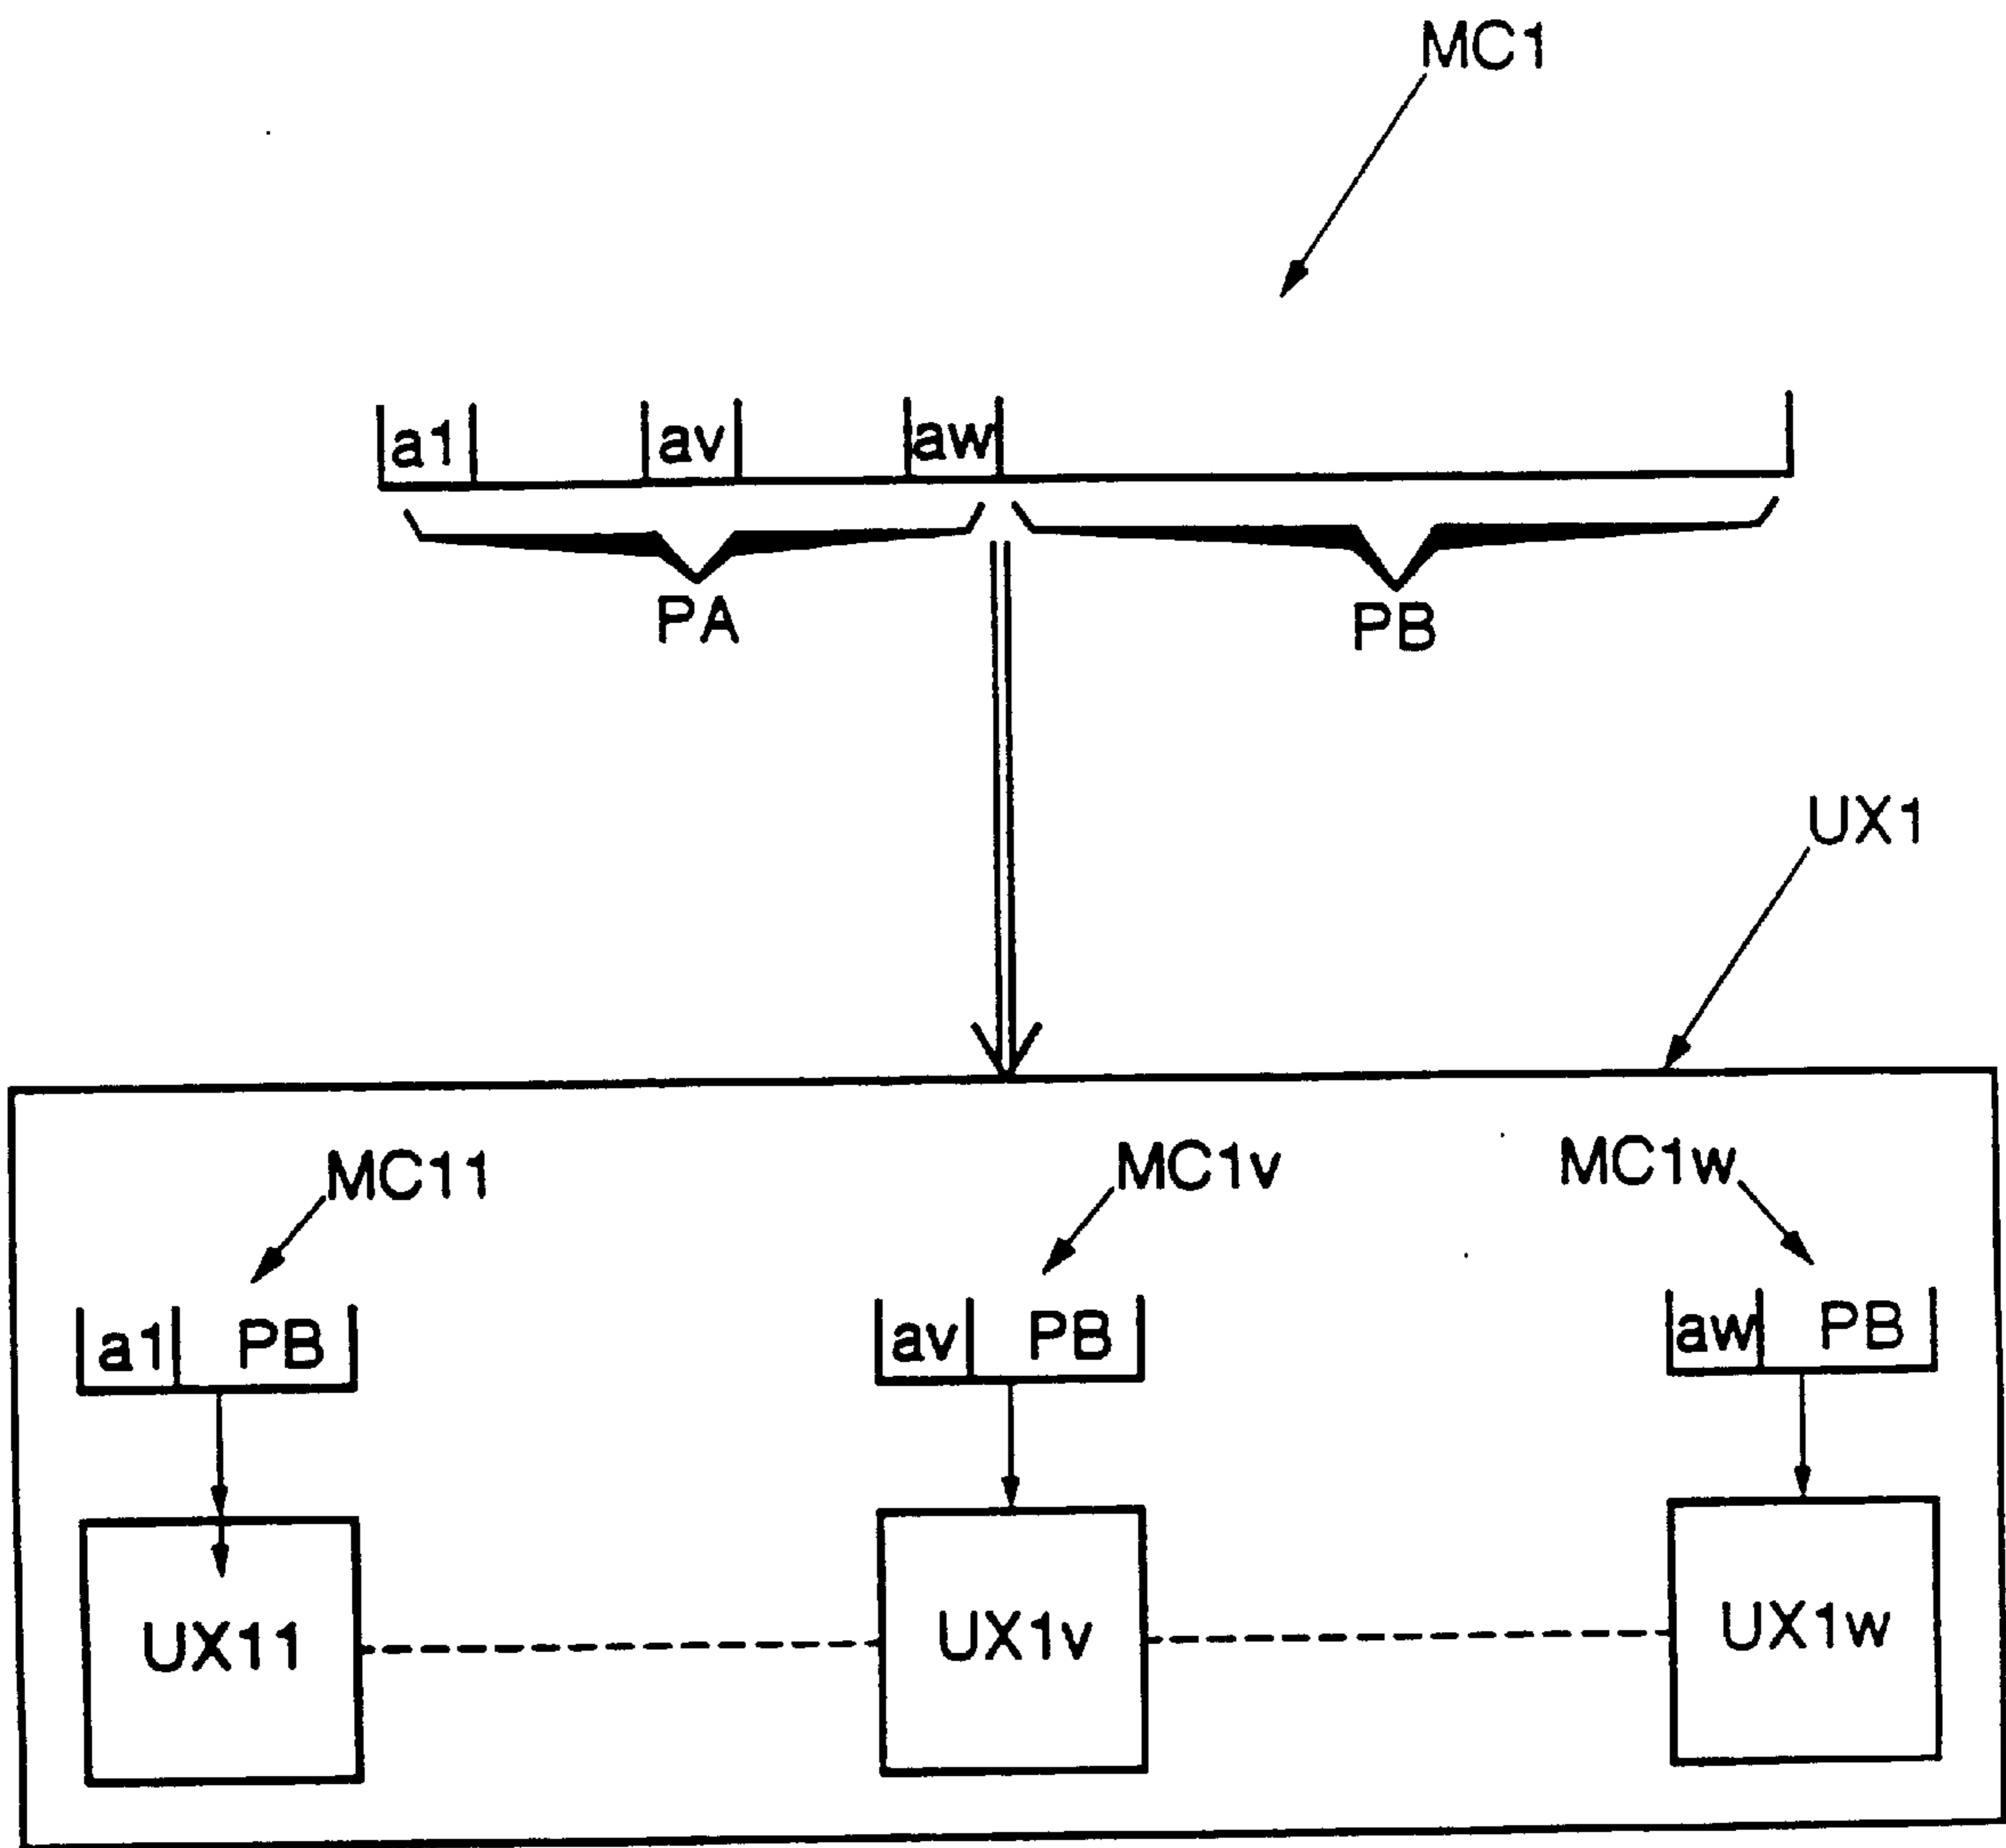 MC1
a1 av aw
PA PB
UX1
MC11 MC1v MC1w
a1 PB av PB aw PB
UX11 UX1v UX1w